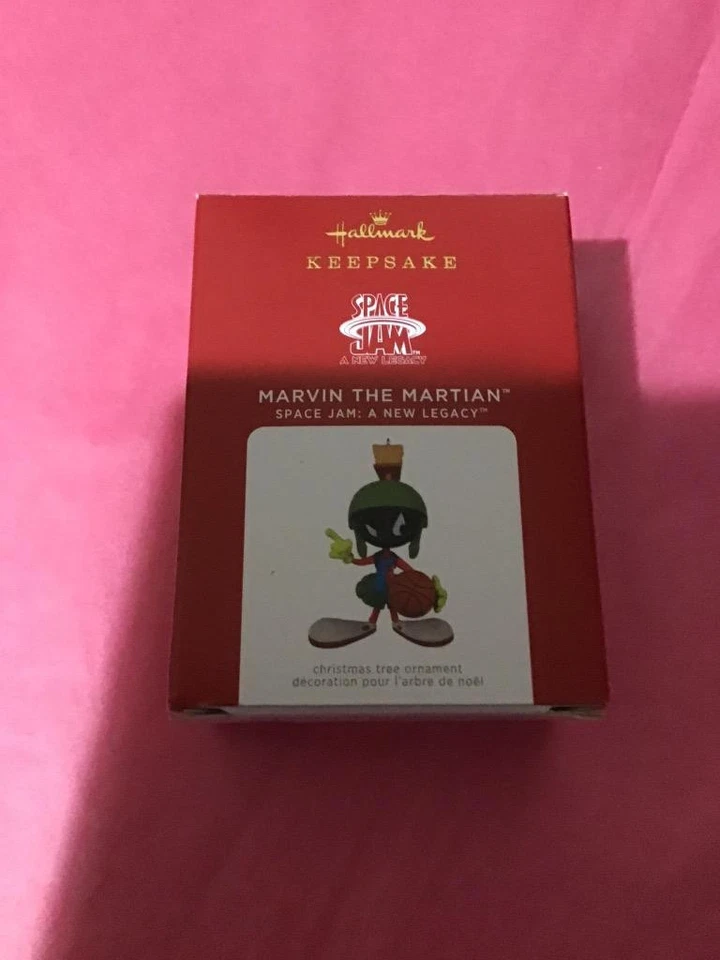 Hallmark
KEEPSAKE
SPACE
JAM™
A NEW LEGACY
MARVIN THE MARTIAN™
SPACE JAM: A NEW LEGACY™
christmas tree ornament
décoration pour l'arbre de noël